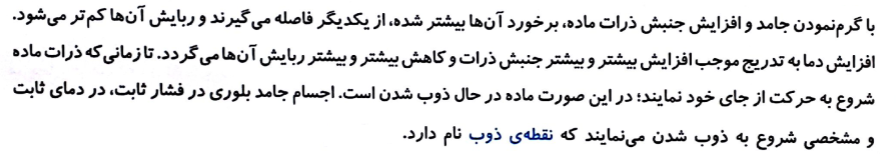 با گرم‌نمودن جامد و افزایش جنبش ذرات ماده، برخورد آن‌ها بیشتر شده، از یکدیگر فاصله می‌گیرند و ربایش آن‌ها کم‌تر می‌شود.
افزایش دما به تدریج موجب افزایش بیشتر و بیشتر جنبش ذرات و کاهش بیشتر و بیشتر ربایش آن‌ها می‌گردد. تا زمانی‌که ذرات ماده
شروع به حرکت از جای خود نمایند؛ در این صورت ماده در حال ذوب شدن است. اجسام جامد بلوری در فشار ثابت، در دمای ثابت
و مشخصی شروع به ذوب شدن می‌نمایند که نقطه‌ی ذوب نام دارد.